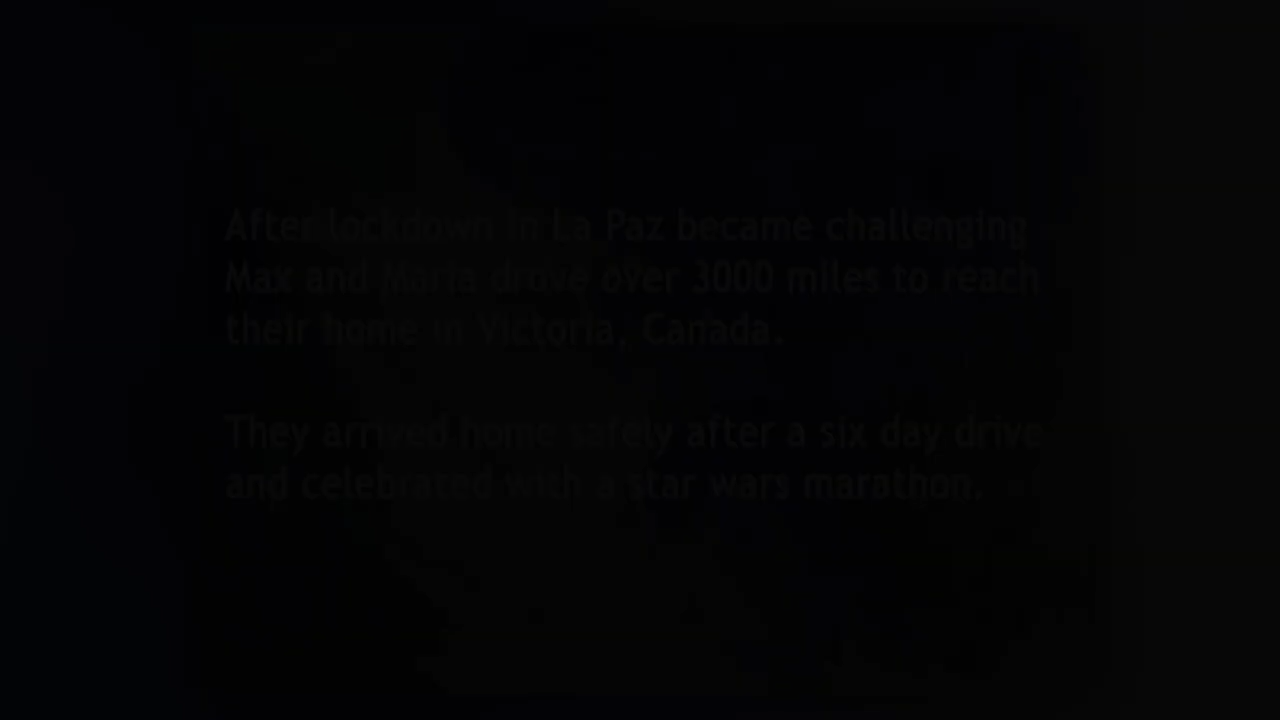 After lockdown in La Paz became challenging
Max and Maria drove over 3000 miles to reach
their home in Victoria, Canada.
They arrived home safely after a six day drive
and celebrated with a star wars marathon.